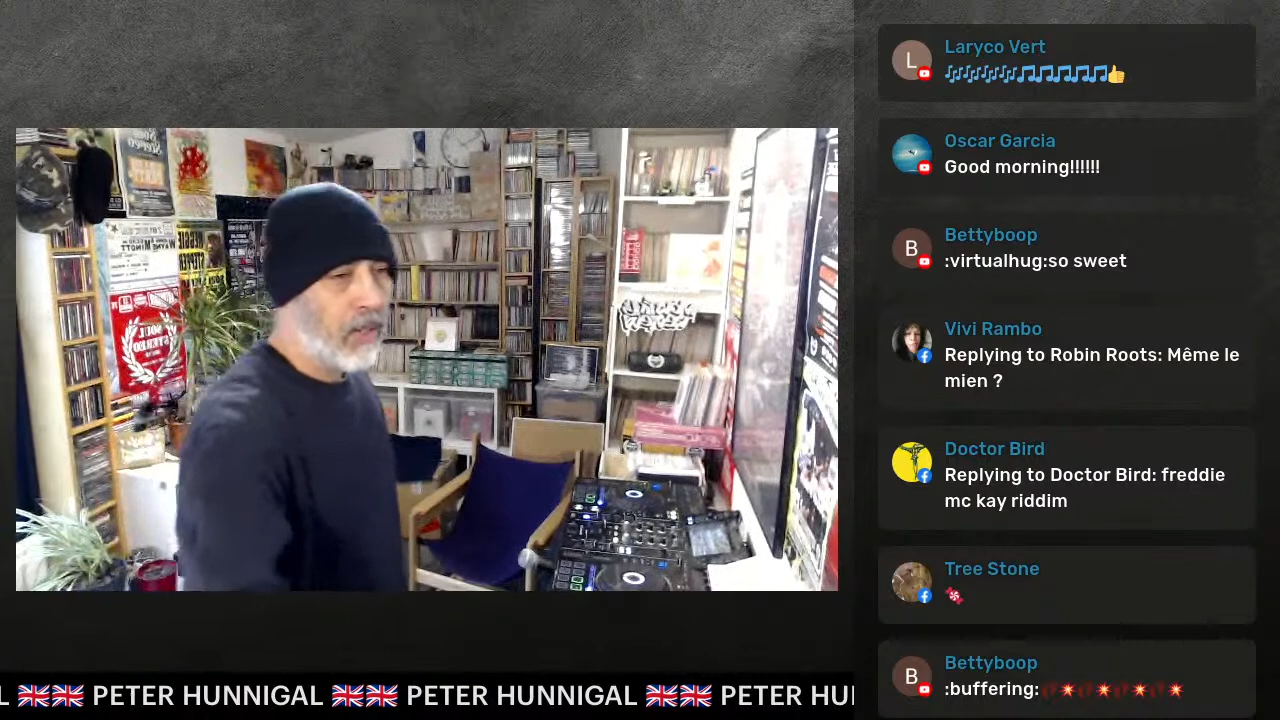 Laryco Vert
Oscar Garcia
Good morning!!!!!!
Bettyboop
:virtualhug:so sweet
Vivi Rambo
Replying to Robin Roots: Même le
mien ?
Doctor Bird
Replying to Doctor Bird: freddie
mc kay riddim
Tree Stone
Bettyboop
:buffering:
L PETER HUNNIGAL PETER HUNNIGAL PETER HU